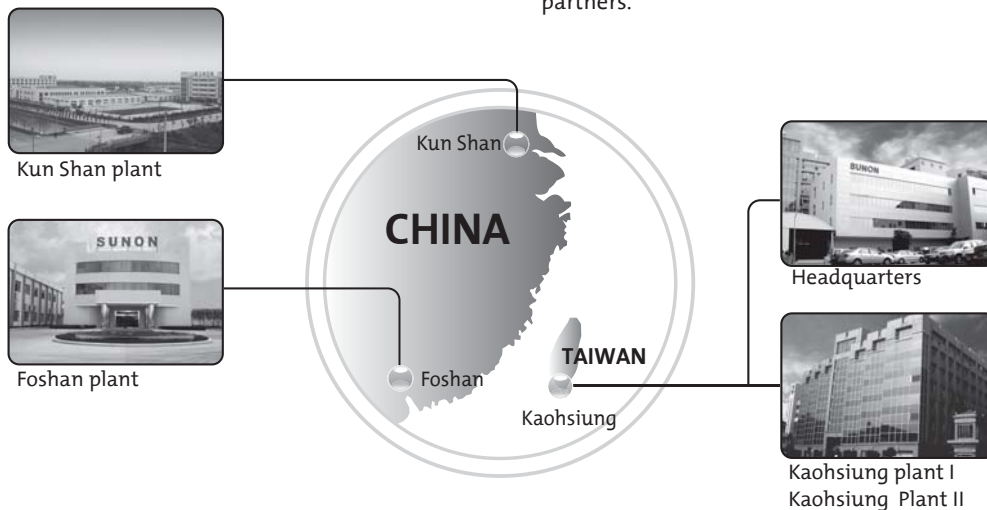 partners.
Kun Shan plant
Kun Shan
SUNON
CHINA
SUNON
Headquarters
Foshan plant
Foshan
TAIWAN
Kaohsiung
Kaohsiung plant I
Kaohsiung Plant II